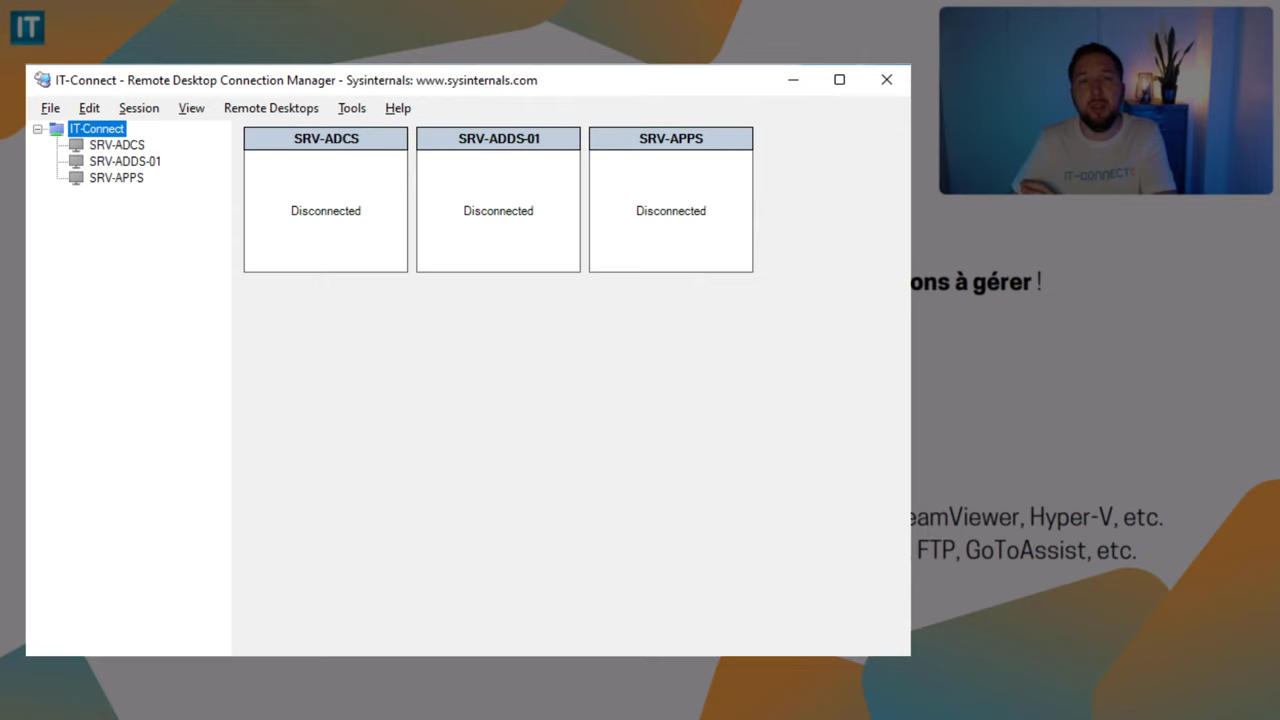 IT
IT-Connect - Remote Desktop Connection Manager - Sysinternals: www.sysinternals.com
File Edit Session View Remote Desktops Tools Help
IT-Connect
SRV-ADCS
SRV-ADDS-01
SRV-APPS
SRV-ADCS SRV-ADDS-01 SRV-APPS
Disconnected Disconnected Disconnected
IT-CONNECT
ons à gérer !
eamViewer, Hyper-V, etc.
FTP, GoToAssist, etc.